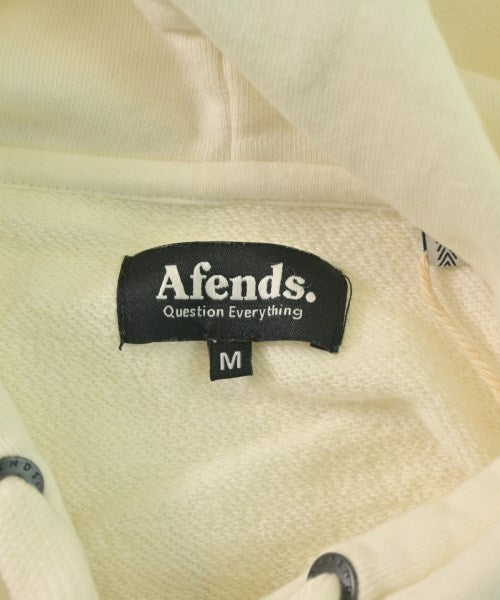 Afends.
Question Everything
M